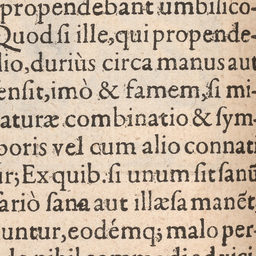 propendebant umbilico-
Quod si ille, qui propende-
lio, duriùs circa manus aut
ensit, imò & famem, si mi-
aturæ combinatio & sym-
poris vel cum alio connati
ir; Ex quib. si unum sit sanū
ariò sana aut illæsa manēt,
untur, eodémq; malo per-